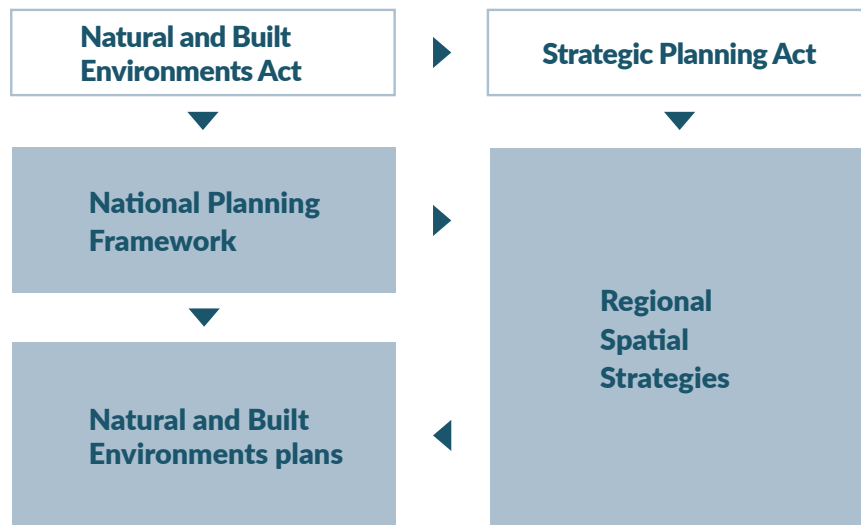 Natural and Built
Environments Act
Strategic Planning Act
National Planning
Framework
Regional
Spatial
Strategies
Natural and Built
Environments plans